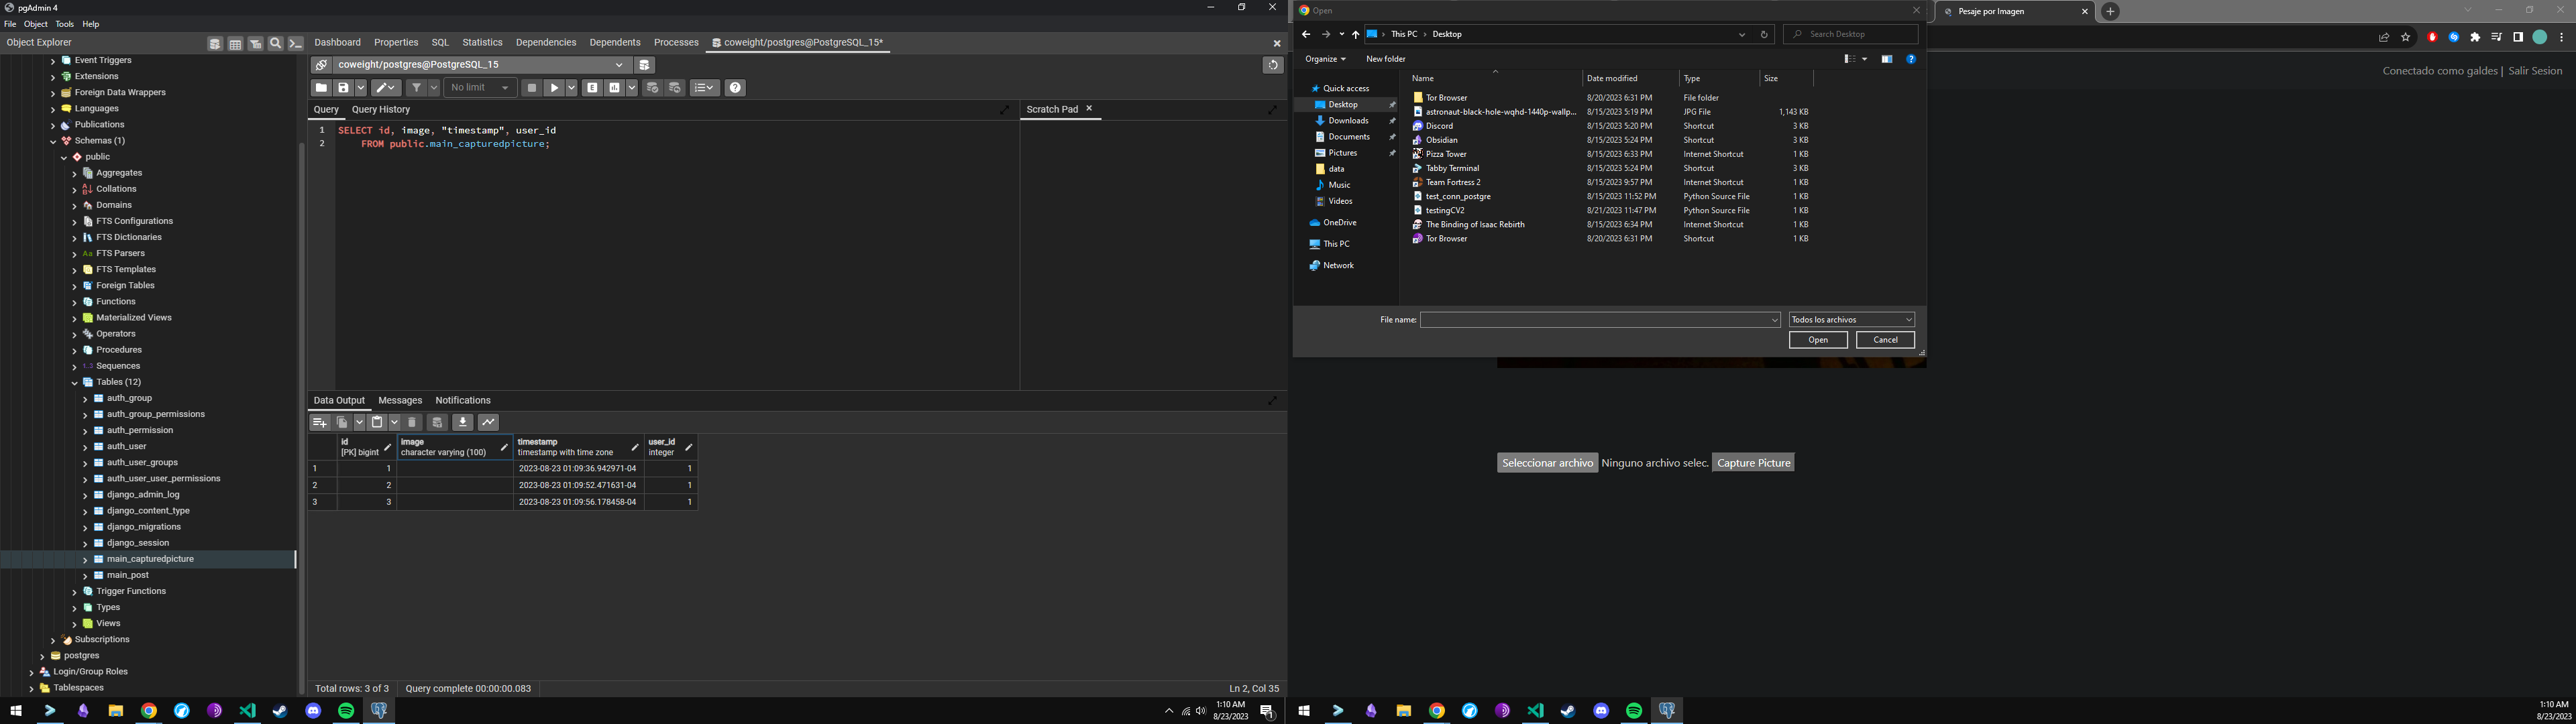 pgAdmin 4
File Object Tools Help
Object Explorer
Dashboard Properties SQL Statistics Dependencies Dependents Processes coweight/postgres@PostgreSQL_15*
coweight/postgres@PostgreSQL_15
No limit
Query Query History
Scratch Pad
1 SELECT id, image, "timestamp", user_id
2 FROM public.main_capturedpicture;
Event Triggers
Extensions
Foreign Data Wrappers
Languages
Publications
Schemas (1)
public
Aggregates
Collations
Domains
FTS Configurations
FTS Dictionaries
FTS Parsers
FTS Templates
Foreign Tables
Functions
Materialized Views
Operators
Procedures
Sequences
Tables (12)
auth_group
auth_group_permissions
auth_permission
auth_user
auth_user_groups
auth_user_user_permissions
django_admin_log
django_content_type
django_migrations
django_session
main_capturedpicture
main_post
Trigger Functions
Types
Views
Subscriptions
postgres
Login/Group Roles
Tablespaces
Data Output Messages Notifications
id image timestamp user_id
[PK] bigint character varying (100) timestamp with time zone integer
1 1 2023-08-23 01:09:36.942971-04 1
2 2 2023-08-23 01:09:52.471631-04 1
3 3 2023-08-23 01:09:56.178458-04 1
Total rows: 3 of 3 Query complete 00:00:00.083 Ln 2, Col 35
1:10 AM
8/23/2023
Open
This PC Desktop
Search Desktop
Organize New folder
Quick access
Desktop
Downloads
Documents
Pictures
data
Music
Videos
OneDrive
This PC
Network
Name Date modified Type Size
Tor Browser 8/20/2023 6:31 PM File folder
astronaut-black-hole-wqhd-1440p-wallp... 8/15/2023 5:19 PM JPG File 1,143 KB
Discord 8/15/2023 5:20 PM Shortcut 3 KB
Obsidian 8/15/2023 5:24 PM Shortcut 3 KB
Pizza Tower 8/15/2023 6:33 PM Internet Shortcut 1 KB
Tabby Terminal 8/15/2023 5:24 PM Shortcut 3 KB
Team Fortress 2 8/15/2023 9:57 PM Internet Shortcut 1 KB
test_conn_postgre 8/15/2023 11:52 PM Python Source File 1 KB
testingCV2 8/21/2023 11:47 PM Python Source File 1 KB
The Binding of Isaac Rebirth 8/15/2023 6:34 PM Internet Shortcut 1 KB
Tor Browser 8/20/2023 6:31 PM Shortcut 1 KB
File name:
Todos los archivos
Open Cancel
Pesaje por Imagen
Conectado como galdes | Salir Sesion
Seleccionar archivo Ninguno archivo selec. Capture Picture
1:10 AM
8/23/2023